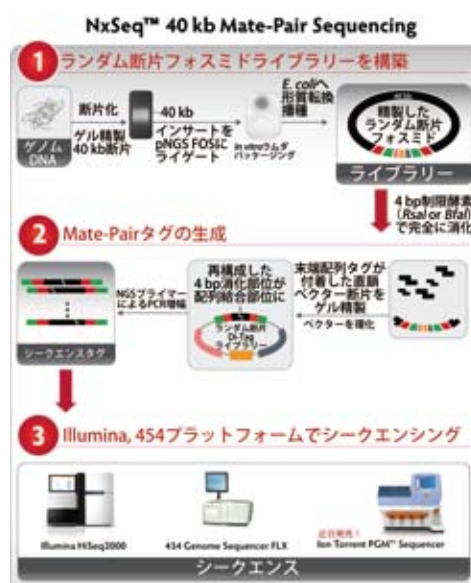 NxSeq™ 40 kb Mate-Pair Sequencing
1 ランダム断片フォスミドライブラリーを構築
ゲノム
DNA
断片化
ゲル精製
40 kb断片
40 kb
インサートを
pNGS FOSに
ライゲート
in vitroラムダ
パッケージング
E. coliへ
形質転換
播種
精製した
ランダム断片
フォスミド
ライブラリー
4 bp制限酵素
(RsaI or BfaI)
で完全に消化
2 Mate-Pairタグの生成
末端配列タグが
付着した直鎖
ベクター断片を
ゲル精製
再構成した
4 bp消化部位が
配列結合部位に
ランダム断片
Di-Tag
ライブラリー
NGSプライマー
によるPCR増幅
シークエンスタグ
3 Illumina, 454プラットフォームでシークエンシング
Illumina HiSeq2000
454 Genome Sequencer FLX
近日発売!
Ion Torrent PGM™ Sequencer
シークエンス